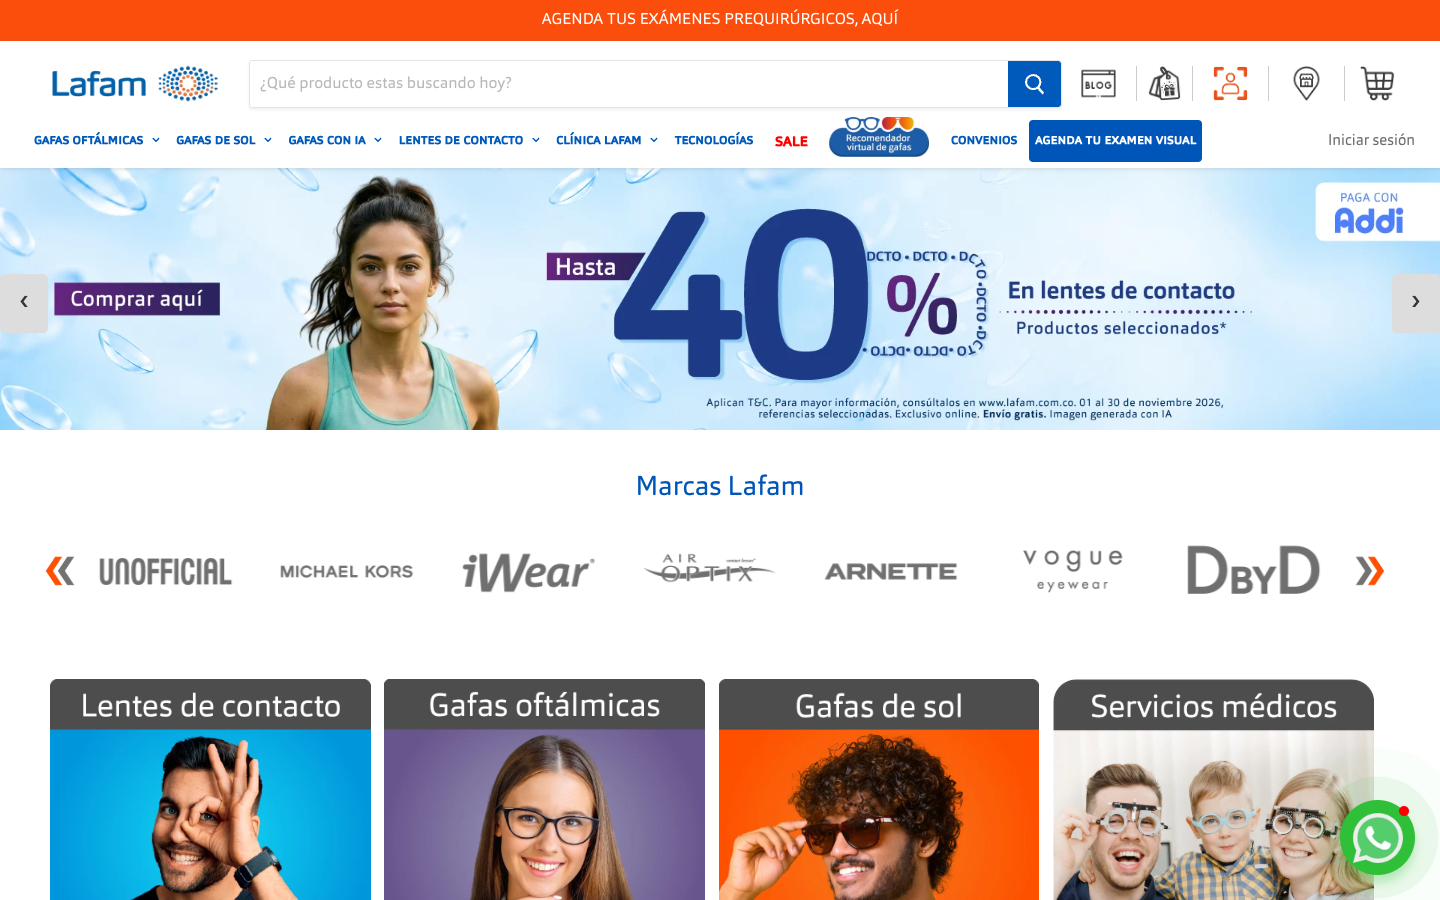 AGENDA TUS EXÁMENES PREQUIRÚRGICOS, AQUÍ
Lafam
¿Qué producto estas buscando hoy?
BLOG
GAFAS OFTÁLMICAS
GAFAS DE SOL
GAFAS CON IA
LENTES DE CONTACTO
CLÍNICA LAFAM
TECNOLOGÍAS
SALE
Recomendador
virtual de gafas
CONVENIOS
AGENDA TU EXAMEN VISUAL
Iniciar sesión
PAGA CON
Addi
Comprar aquí
Hasta
40%
DCTO • DCTO • DCTO • DCTO • DCTO • DCTO • DCTO •
En lentes de contacto
Productos seleccionados*
Aplican T&C. Para mayor información, consúltalos en www.lafam.com.co. 01 al 30 de noviembre 2026,
referencias seleccionadas. Exclusivo online. Envío gratis. Imagen generada con IA
Marcas Lafam
UNOFFICIAL
MICHAEL KORS
iWear®
AIR
OPTIX
ARNETTE
vogue
eyewear
DBYD
Lentes de contacto
Gafas oftálmicas
Gafas de sol
Servicios médicos